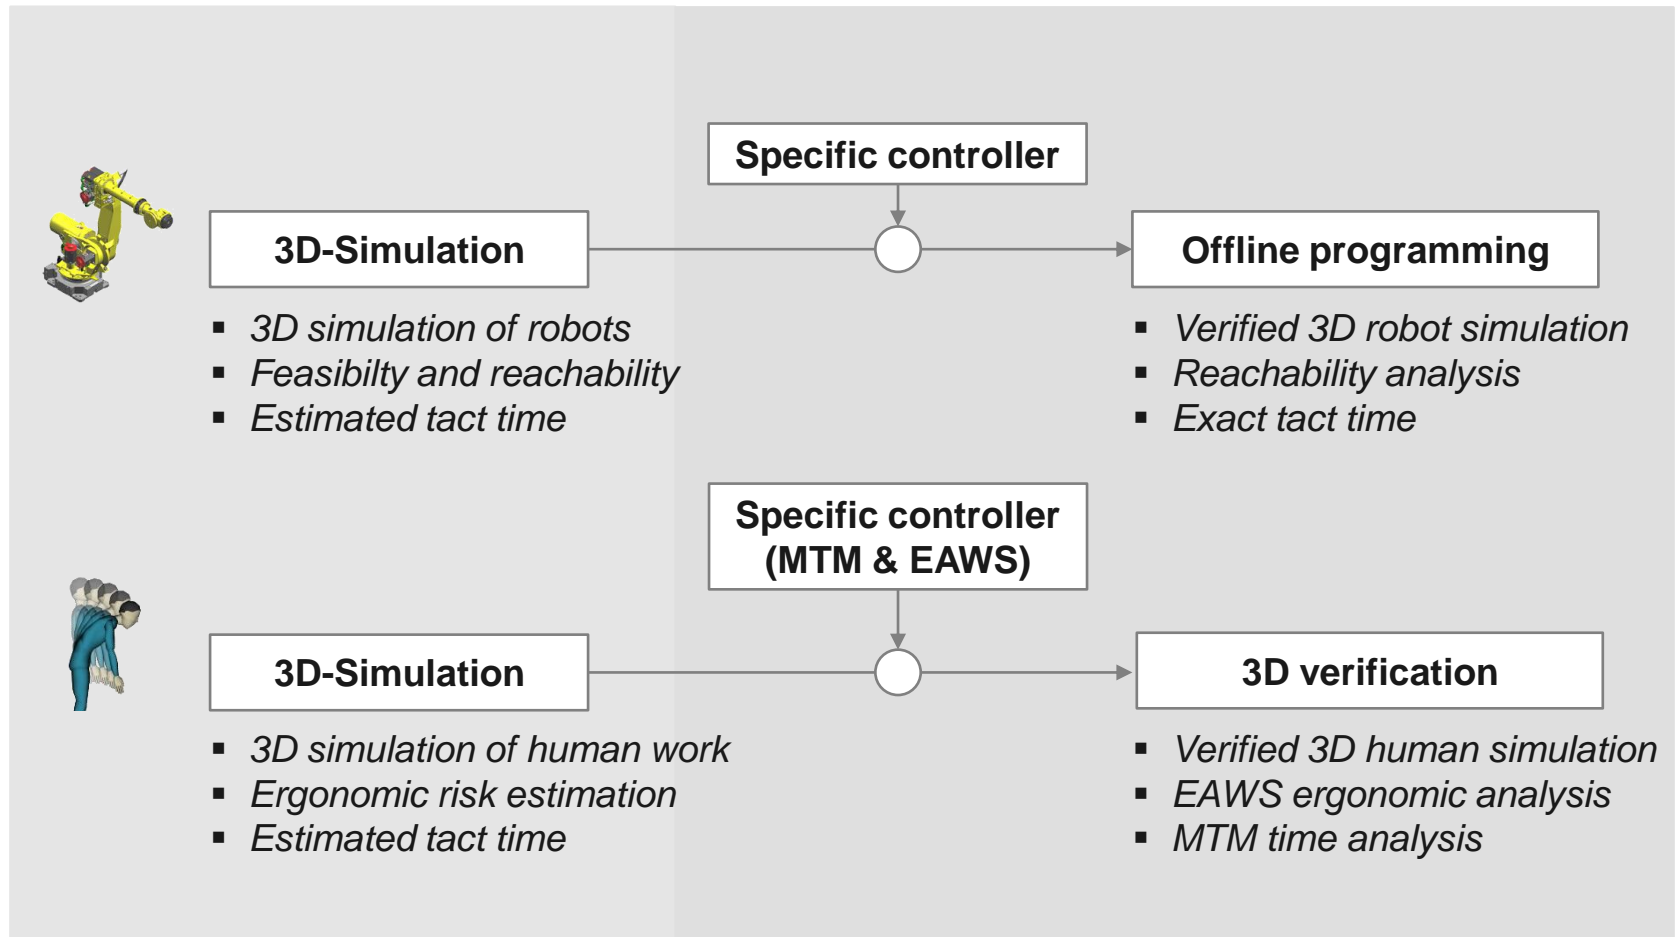 Specific controller
3D-Simulation
Offline programming
▪ 3D simulation of robots
▪ Feasibilty and reachability
▪ Estimated tact time
▪ Verified 3D robot simulation
▪ Reachability analysis
▪ Exact tact time
Specific controller
(MTM & EAWS)
3D-Simulation
3D verification
▪ 3D simulation of human work
▪ Ergonomic risk estimation
▪ Estimated tact time
▪ Verified 3D human simulation
▪ EAWS ergonomic analysis
▪ MTM time analysis